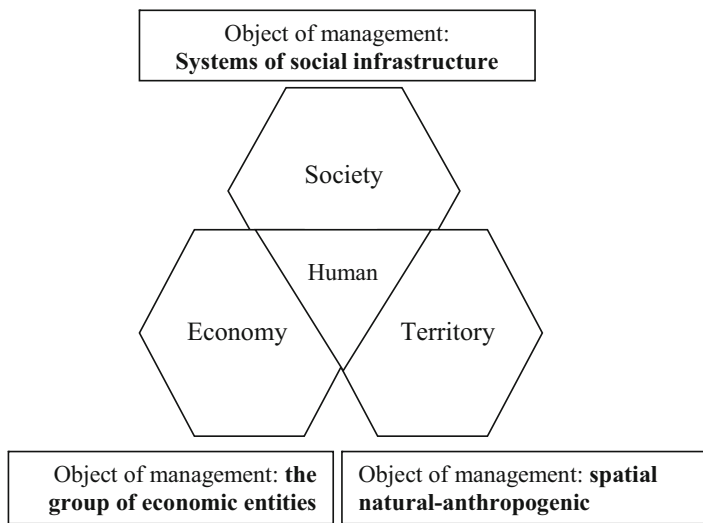 Object of management:
Systems of social infrastructure
Society
Human
Economy
Territory
Object of management: the
group of economic entities
Object of management: spatial
natural-anthropogenic